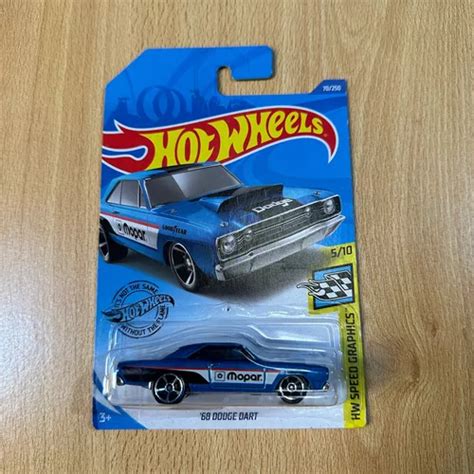 70/250
HOT WHEELS
Dodge
GOODYEAR
Mopar
5/10
IT'S NOT THE SAME
HOT WHEELS
WITHOUT THE NAME
HW SPEED GRAPHICS
Mopar
3+
'68 DODGE DART